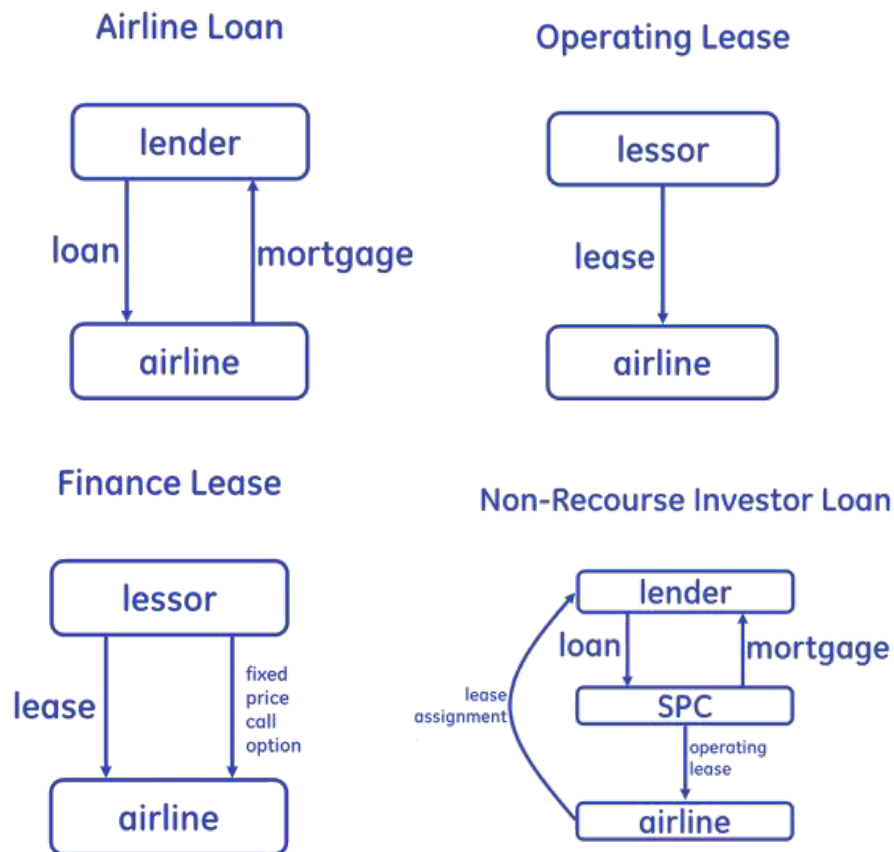 Airline Loan
lender
loan
mortgage
airline
Operating Lease
lessor
lease
airline
Finance Lease
lessor
lease
fixed
price
call
option
airline
Non-Recourse Investor Loan
lender
loan
mortgage
lease
assignment
SPC
operating
lease
airline